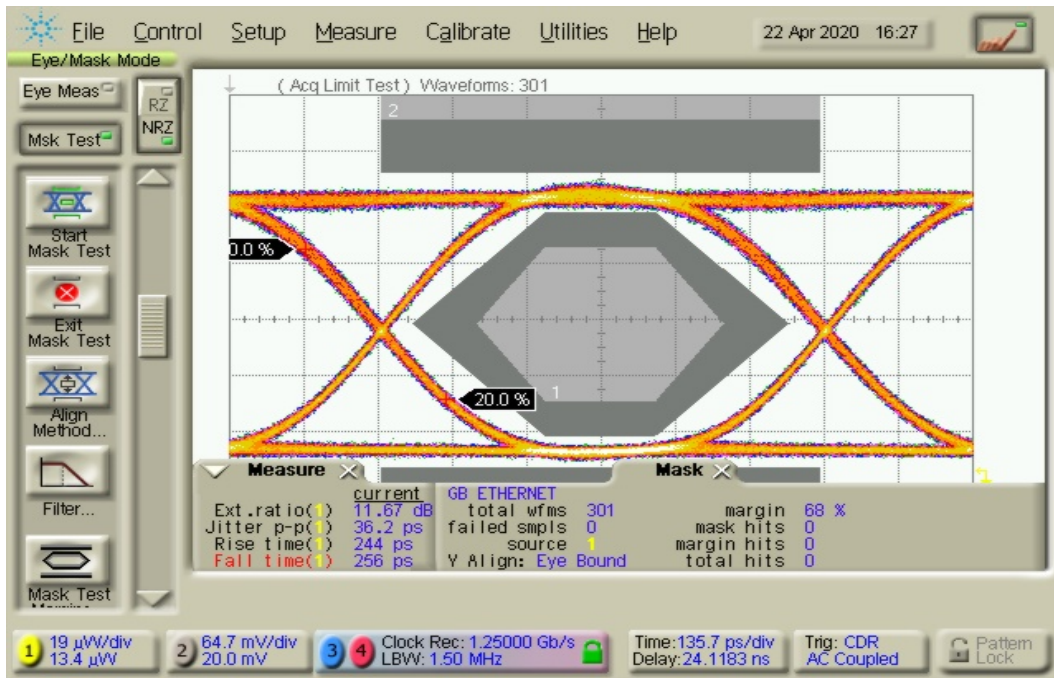 File Control Setup Measure Calibrate Utilities Help 22 Apr 2020 16:27
Eye/Mask Mode
Eye Meas
RZ
NRZ
Msk Test
Start
Mask Test
Exit
Mask Test
Align
Method...
Filter...
Mask Test
( Acq Limit Test ) Waveforms: 301
2
0.0 %
20.0 %
1
Measure
current
Ext.ratio(1) 11.67 dB
Jitter p-p(1) 36.2 ps
Rise time(1) 244 ps
Fall time(1) 256 ps
Mask
GB ETHERNET
total wfms 301 margin 68 %
failed smpls 0 mask hits 0
source 1 margin hits 0
Y Align: Eye Bound total hits 0
1 19 µW/div
13.4 µW
2 64.7 mV/div
20.0 mV
3 4 Clock Rec: 1.25000 Gb/s
LBW: 1.50 MHz
Time:135.7 ps/div
Delay:24.1183 ns
Trig: CDR
AC Coupled
Pattern
Lock